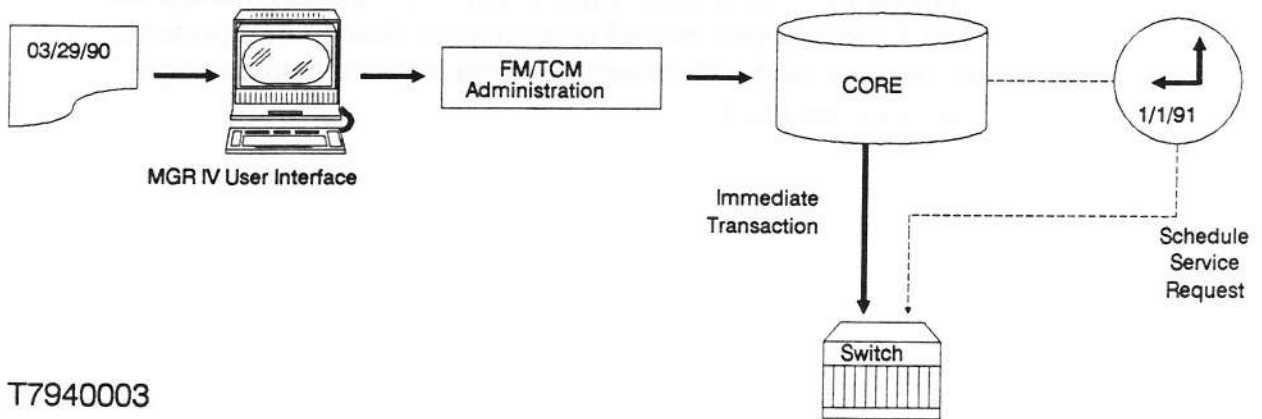 03/29/90
MGR IV User Interface
FM/TCM
Administration
CORE
1/1/91
Immediate
Transaction
Schedule
Service
Request
Switch
T7940003